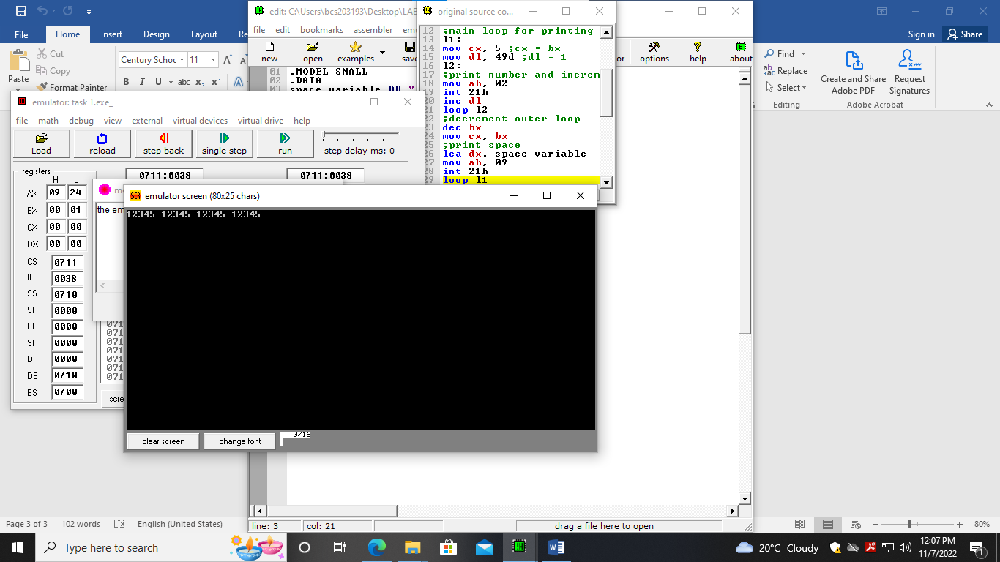 File
Home
Insert
Design
Layout
Sign in
Share
Paste
Cut
Copy
Format Painter
Century Schoc
11
B I U abc x₂ x²
Find
Replace
Select
Editing
Create and Share
Adobe PDF
Request
Signatures
Adobe Acrobat
edit: C:\Users\bcs203193\Desktop\LAB
file edit bookmarks assembler emu
new open examples save
options help about
01 .MODEL SMALL
02 .DATA
03 space_variable DB "
original source co...
12 ;main loop for printing
13 l1:
14 mov cx, 5 ;cx = bx
15 mov dl, 49d ;dl = 1
16 l2:
17 ;print number and increm
18 mov ah, 02
19 int 21h
20 inc dl
21 loop l2
22 ;decrement outer loop
23 dec bx
24 mov cx, bx
25 ;print space
26 lea dx, space_variable
27 mov ah, 09
28 int 21h
29 loop l1
emulator: task 1.exe_
file math debug view external virtual devices virtual drive help
Load reload step back single step run step delay ms: 0
registers
H L
0711:0038 0711:0038
AX 09 24
BX 00 01
CX 00 00
DX 00 00
CS 0711
IP 0038
SS 0710
SP 0000
BP 0000
SI 0000
DI 0000
DS 0710
ES 0700
the em
071
071
071
071
071
071
071
scre
emulator screen (80x25 chars)
12345 12345 12345 12345
clear screen
change font
0/16
line: 3
col: 21
drag a file here to open
Page 3 of 3
102 words
English (United States)
80%
Type here to search
20°C Cloudy
12:07 PM
11/7/2022
1